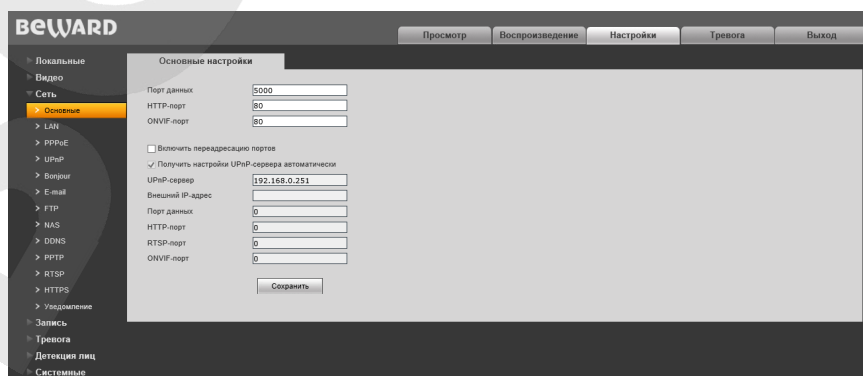 BEWARD
Просмотр
Воспроизведение
Настройки
Тревога
Выход
Локальные
Видео
Сеть
Основные
LAN
PPPoE
UPnP
Bonjour
E-mail
FTP
NAS
DDNS
PPTP
RTSP
HTTPS
Уведомление
Запись
Тревога
Детекция лиц
Системные
Основные настройки
Порт данных 5000
HTTP-порт 80
ONVIF-порт 80
Включить переадресацию портов
Получить настройки UPnP-сервера автоматически
UPnP-сервер 192.168.0.251
Внешний IP-адрес
Порт данных 0
HTTP-порт 0
RTSP-порт 0
ONVIF-порт 0
Сохранить